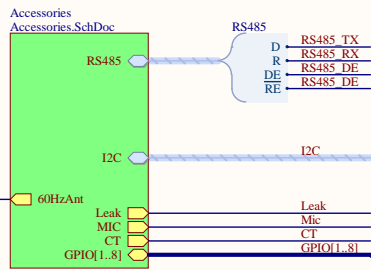 Accessories
Accessories.SchDoc
RS485
RS485
D
RS485_TX
R
RS485_RX
DE
RS485_DE
RE
RS485_DE
I2C
I2C
60HzAnt
Leak
Leak
MIC
Mic
CT
CT
GPIO[1..8]
GPIO[1..8]